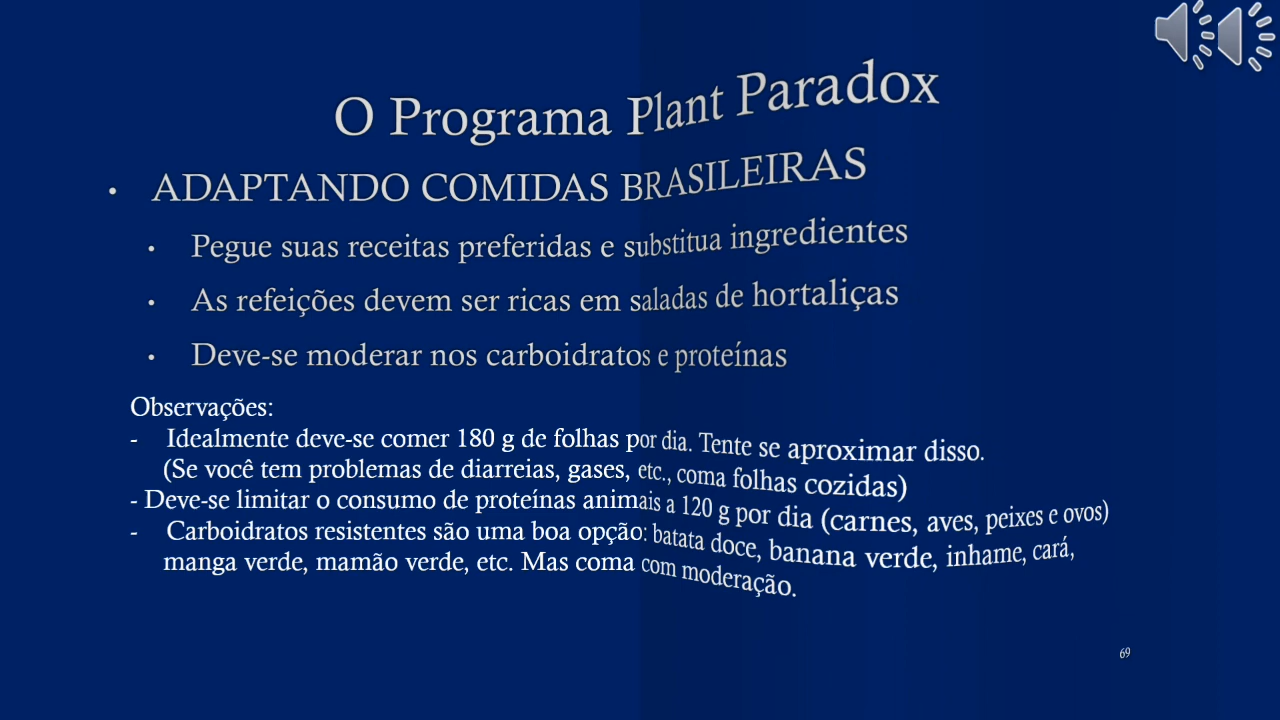 O Programa Plant Paradox
• ADAPTANDO COMIDAS BRASILEIRAS
• Pegue suas receitas preferidas e substitua ingredientes
• As refeições devem ser ricas em saladas de hortaliças
• Deve-se moderar nos carboidratos e proteínas
Observações:
- Idealmente deve-se comer 180 g de folhas por dia. Tente se aproximar disso.
(Se você tem problemas de diarreias, gases, etc., coma folhas cozidas)
- Deve-se limitar o consumo de proteínas animais a 120 g por dia (carnes, aves, peixes e ovos)
- Carboidratos resistentes são uma boa opção: batata doce, banana verde, inhame, cará,
manga verde, mamão verde, etc. Mas coma com moderação.
69